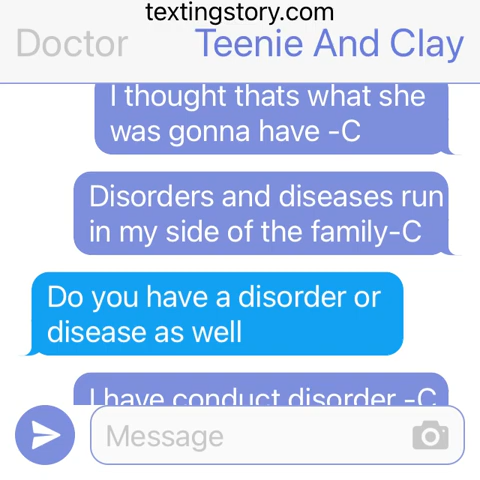 textingstory.com
Doctor Teenie And Clay
I thought thats what she
was gonna have -C
Disorders and diseases run
in my side of the family-C
Do you have a disorder or
disease as well
I have conduct disorder -C
Message